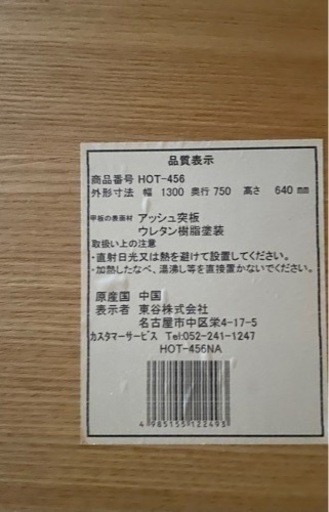 品質表示
商品番号 HOT-456
外形寸法 幅 1300 奥行 750 高さ 640 mm
甲板の表面材 アッシュ突板
ウレタン樹脂塗装
取扱い上の注意
・直射日光又は熱を避けて設置してください。
・加熱したなべ、湯沸し等を直接置かないでください。
原産国 中国
表示者 東谷株式会社
名古屋市中区栄4-17-5
カスタマーサービス Tel:052-241-1247
HOT-456NA
4 985155 122493